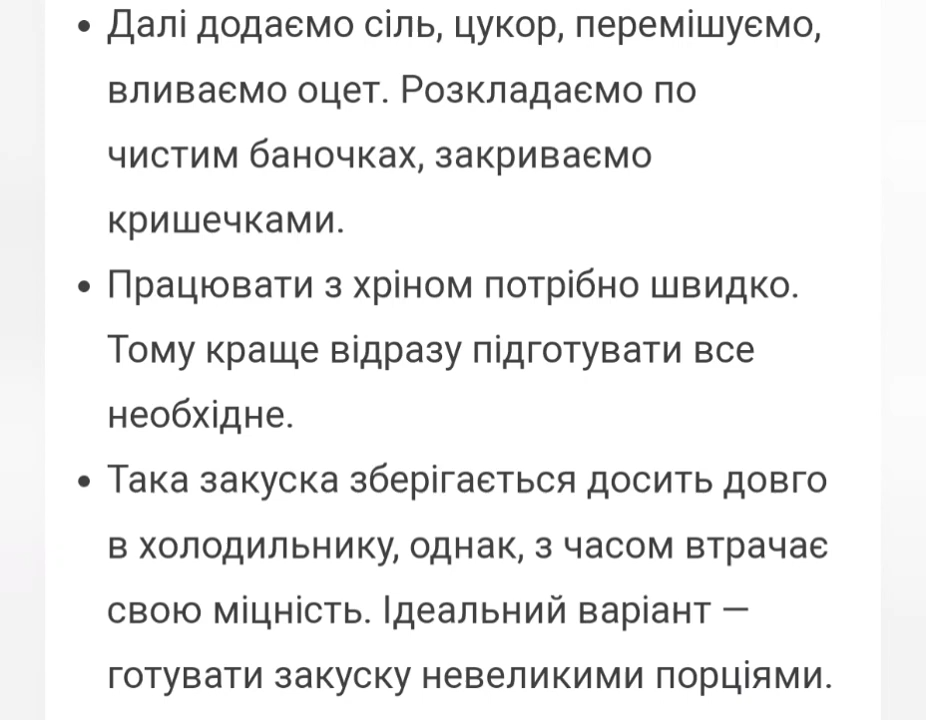 • Далі додаємо сіль, цукор, перемішуємо,
вливаємо оцет. Розкладаємо по
чистим баночках, закриваємо
кришечками.
• Працювати з хріном потрібно швидко.
Тому краще відразу підготувати все
необхідне.
• Така закуска зберігається досить довго
в холодильнику, однак, з часом втрачає
свою міцність. Ідеальний варіант —
готувати закуску невеликими порціями.